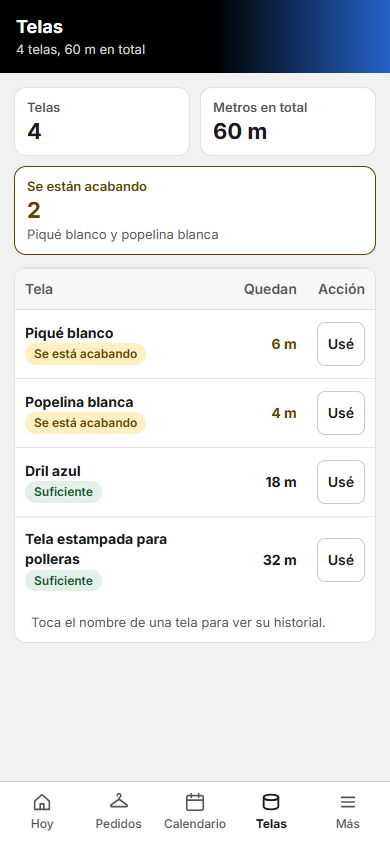 Telas
4 telas, 60 m en total
Telas
4
Metros en total
60 m
Se están acabando
2
Piqué blanco y popelina blanca
Tela Quedan Acción
Piqué blanco
Se está acabando
6 m
Usé
Popelina blanca
Se está acabando
4 m
Usé
Dril azul
Suficiente
18 m
Usé
Tela estampada para
polleras
Suficiente
32 m
Usé
Toca el nombre de una tela para ver su historial.
Hoy Pedidos Calendario Telas Más